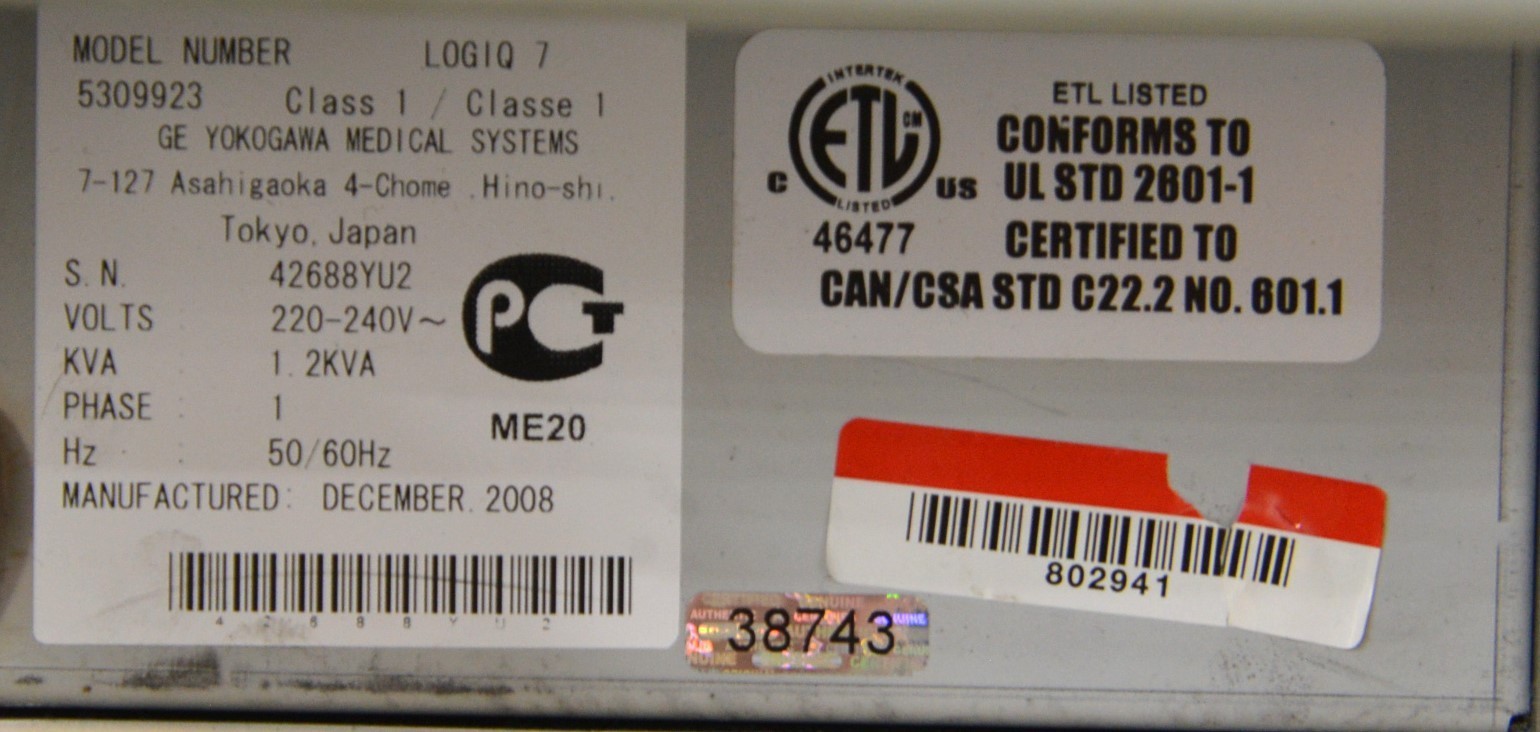 MODEL NUMBER LOGIQ 7
5309923 Class 1 / Classe 1
GE YOKOGAWA MEDICAL SYSTEMS
7-127 Asahigaoka 4-Chome .Hino-shi.
Tokyo, Japan
S. N. 42688YU2
VOLTS : 220-240V~
KVA : 1. 2KVA
PHASE : 1
Hz : 50/60Hz
MANUFACTURED: DECEMBER. 2008
42688YU2
РСТ
ME20
INTERTEK
ETL CM
LISTED
C US
46477
ETL LISTED
CONFORMS TO
UL STD 2601-1
CERTIFIED TO
CAN/CSA STD C22.2 NO. 601.1
802941
38743